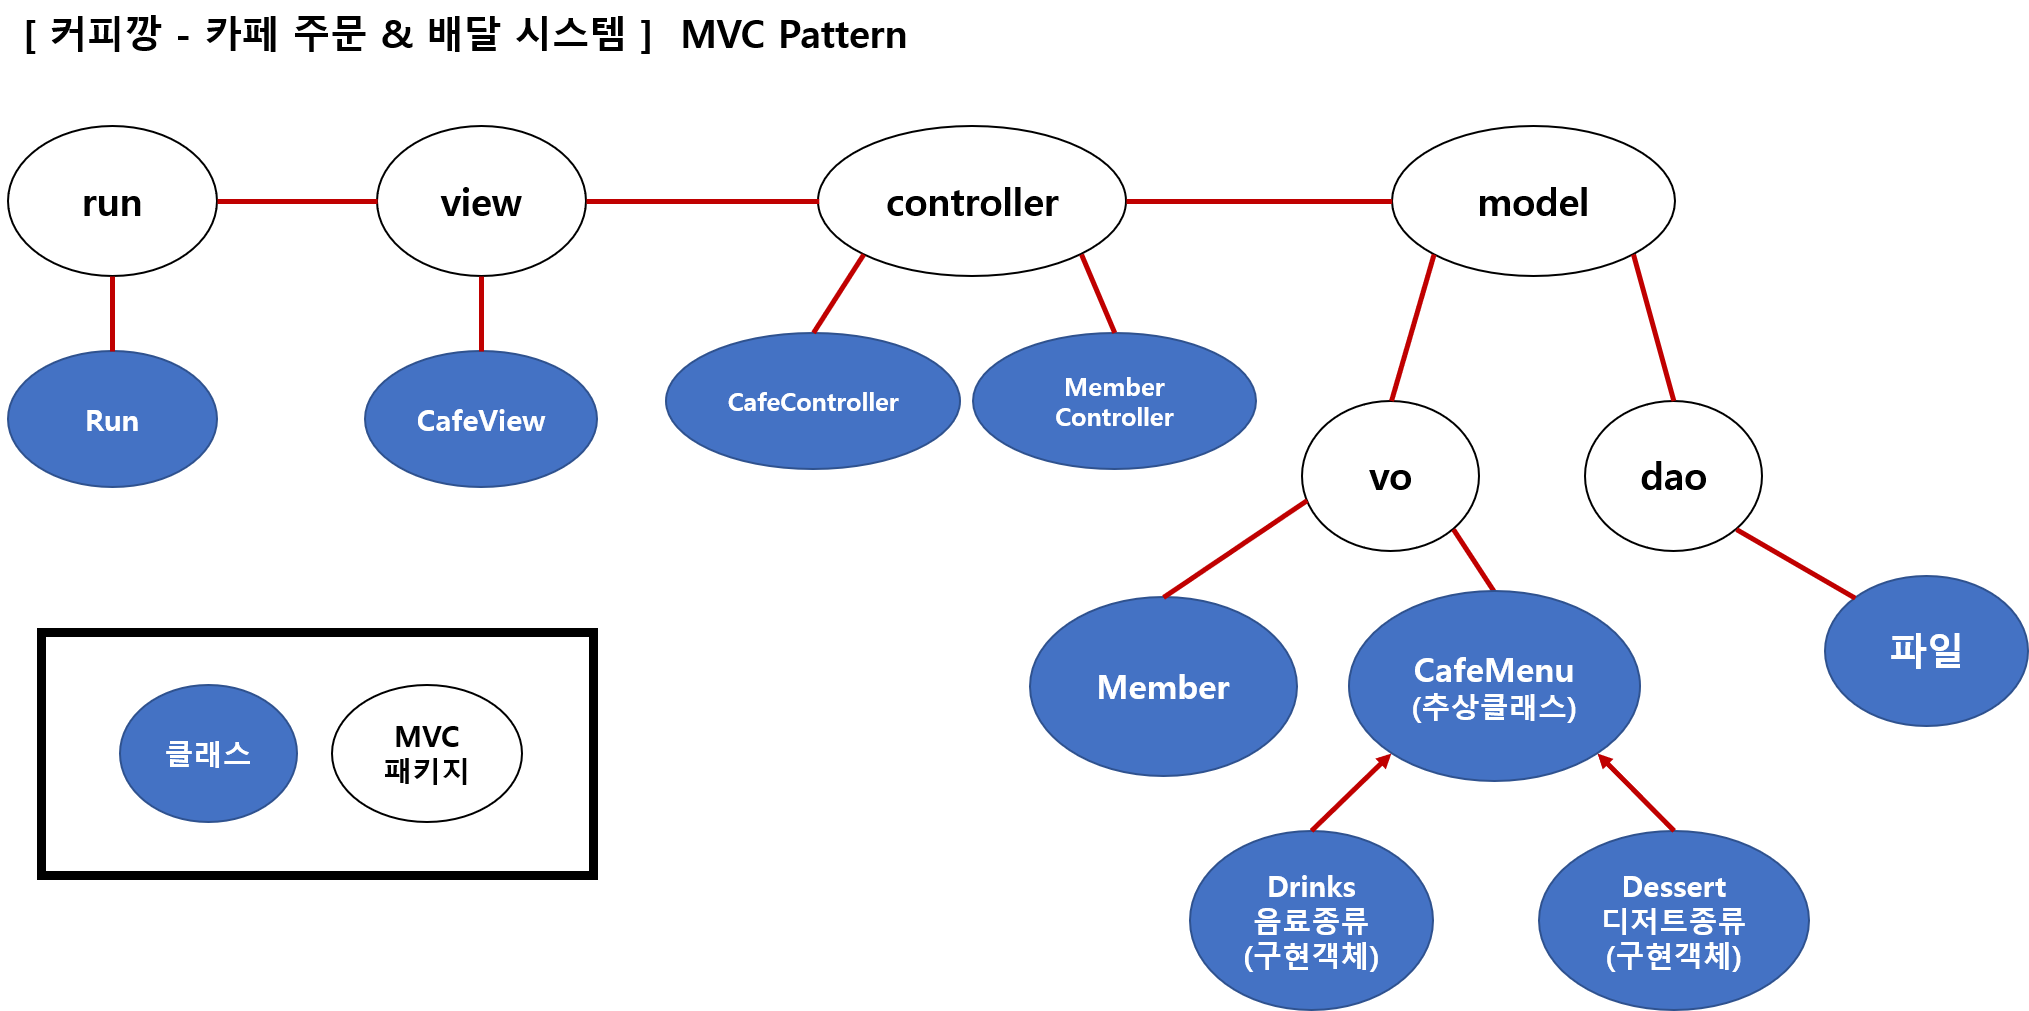 [ 커피깡 - 카페 주문 & 배달 시스템 ] MVC Pattern
run
view
controller
model
Run
CafeView
CafeController
Member
Controller
vo
dao
Member
CafeMenu
(추상클래스)
파일
클래스
MVC
패키지
Drinks
음료종류
(구현객체)
Dessert
디저트종류
(구현객체)